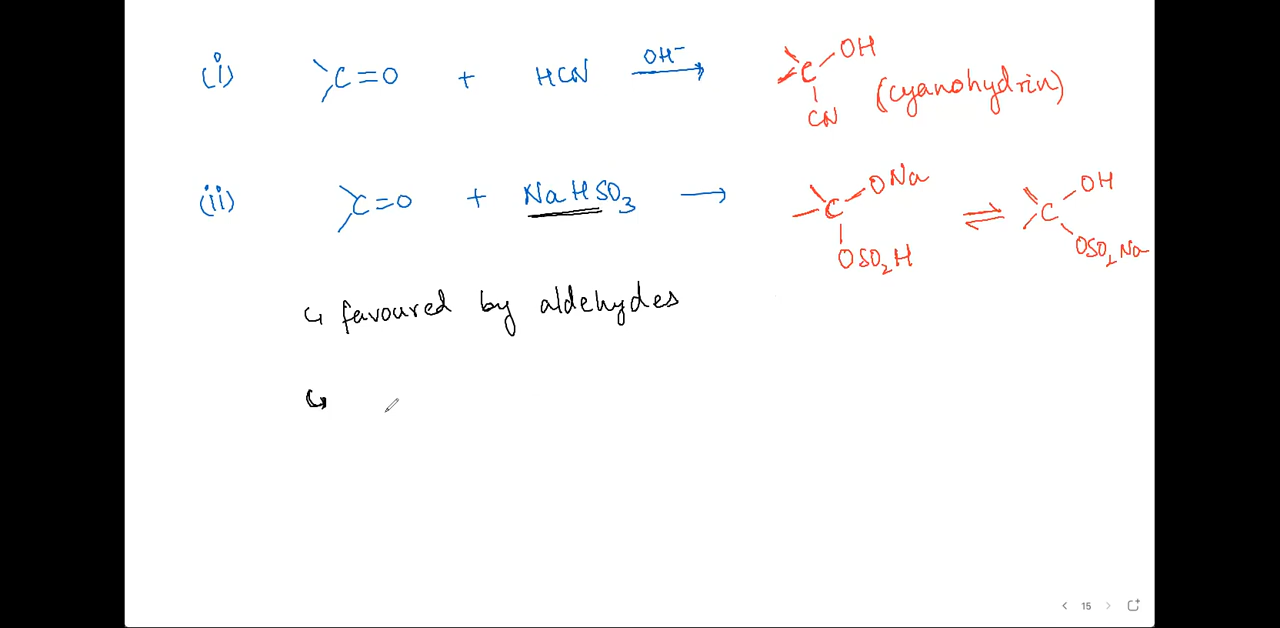 (i) >C=O + HCN OH⁻→ C OH CN (cyanohydrin)
(ii) >C=O + NaHSO₃ → C ONa OSO₂H ⇌ C OH OSO₂Na
↳ favoured by aldehydes
↳
15